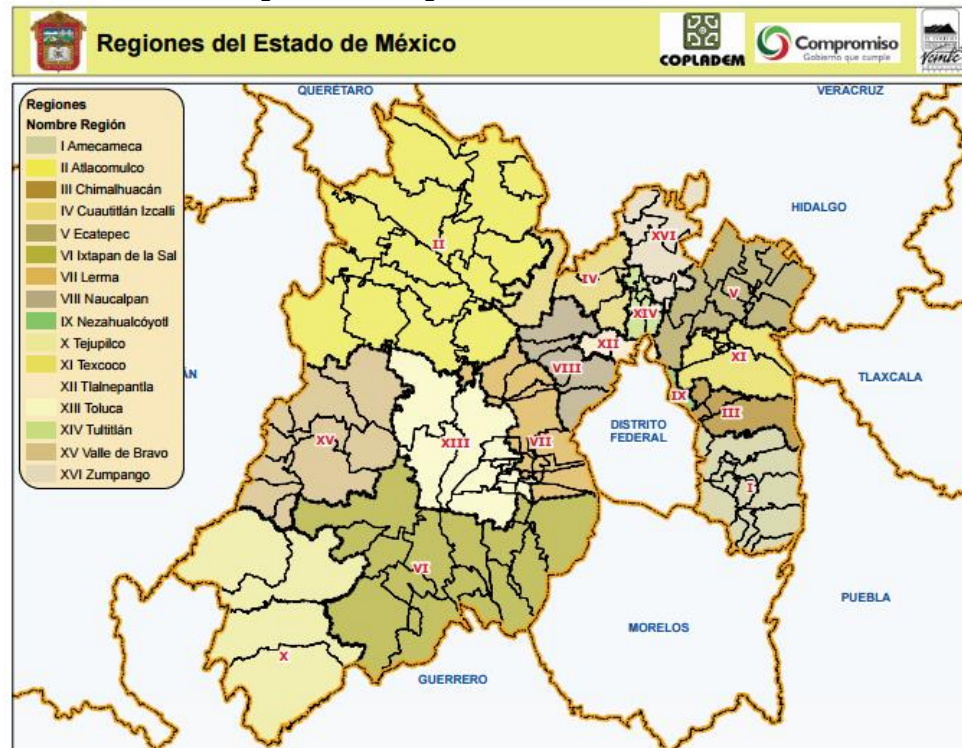 Regiones del Estado de México
COPLADEM
Compromiso
Gobierno que cumple
QUERÉTARO
VERACRUZ
Regiones
Nombre Región
I Amecameca
II Atlacomulco
III Chimalhuacán
IV Cuautitlán Izcalli
V Ecatepec
VI Ixtapan de la Sal
VII Lerma
VIII Naucalpan
IX Nezahualcóyotl
X Tejupilco
XI Texcoco
XII Tlalnepantla
XIII Toluca
XIV Tultitlán
XV Valle de Bravo
XVI Zumpango
HIDALGO
XVI
II
IV
V
XIV
XII
XI
VIII
ÁN
TLAXCALA
IX
III
DISTRITO
FEDERAL
XV
XIII
VII
I
VI
PUEBLA
MORELOS
X
GUERRERO